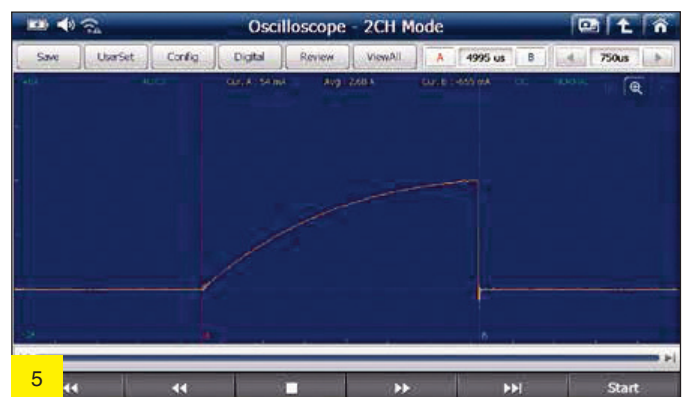 Oscilloscope - 2CH Mode
Save UserSet Config Digital Review ViewAll A 4995 us B 750us
Cur. A : 54 mA Avg : 2.60 A Cur. B : -655 mA
5
Start